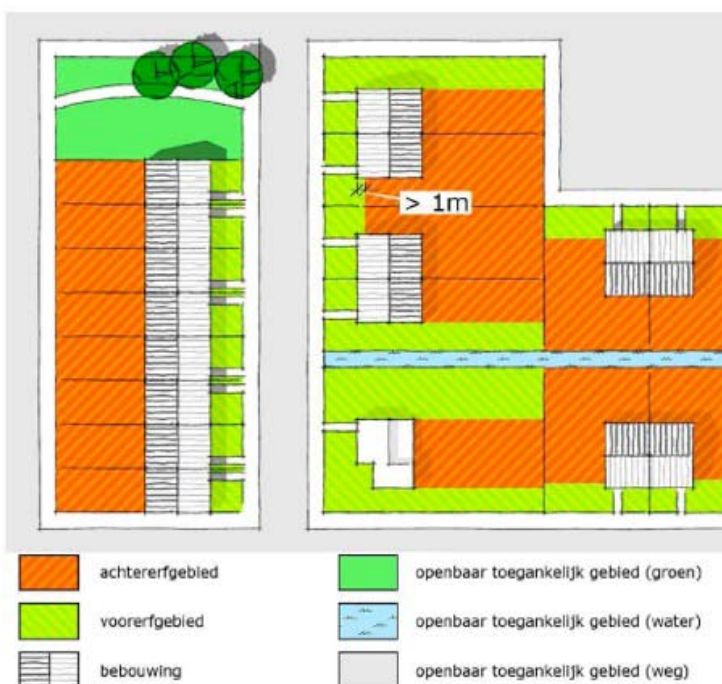 > 1m
achtererfgebied
openbaar toegankelijk gebied (groen)
voorerfgebied
openbaar toegankelijk gebied (water)
bebouwing
openbaar toegankelijk gebied (weg)